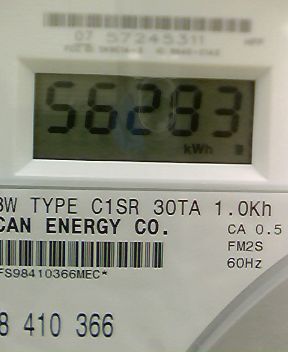 07 57245311
56283
kWh
3W TYPE C1SR 30TA 1.0Kh
CAN ENERGY CO. CA 0.5
FM2S
FS98410366MEC* 60Hz
8 410 366